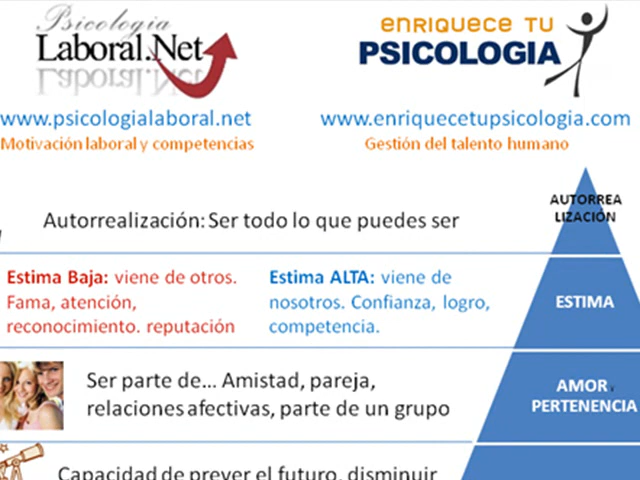 Psicologia
Laboral.Net
ENRIQUECE TU
PSICOLOGIA
www.psicologialaboral.net
www.enriquecetupsicologia.com
Motivación laboral y competencias
Gestión del talento humano
Autorrealización: Ser todo lo que puedes ser
AUTORREA
LIZACIÓN
Estima Baja: viene de otros.
Fama, atención,
reconocimiento. reputación
Estima ALTA: viene de
nosotros. Confianza, logro,
competencia.
ESTIMA
Ser parte de... Amistad, pareja,
relaciones afectivas, parte de un grupo
AMOR
PERTENENCIA
Capacidad de prever el futuro, disminuir